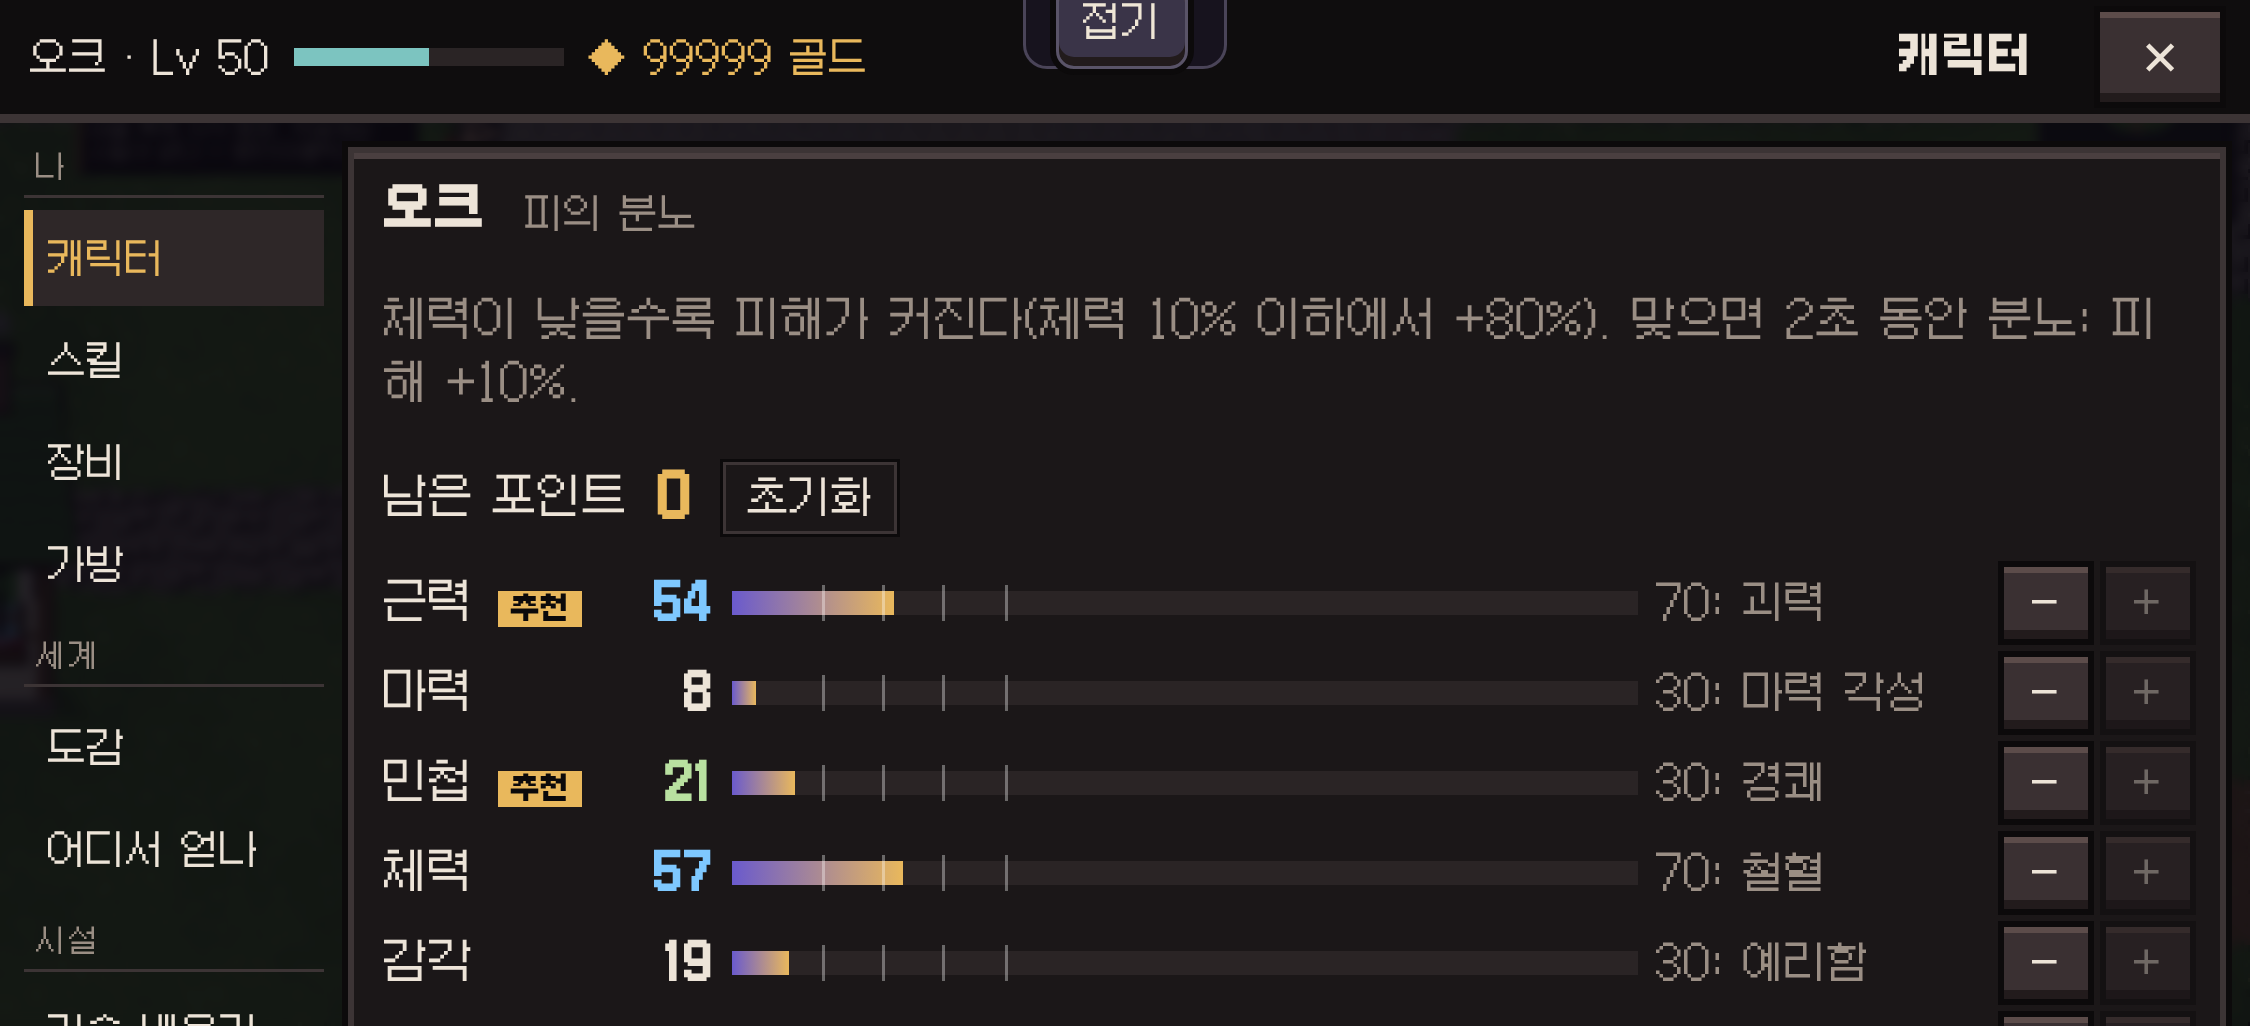 오크 · Lv 50 ◆ 99999 골드
접기
캐릭터 ×
나
캐릭터
스킬
장비
가방
세계
도감
어디서 얻나
시설
오크 피의 분노
체력이 낮을수록 피해가 커진다(체력 10% 이하에서 +80%). 맞으면 2초 동안 분노: 피
해 +10%.
남은 포인트 0 초기화
근력 추천 54 70: 괴력 − +
마력 8 30: 마력 각성 − +
민첩 추천 21 30: 경쾌 − +
체력 57 70: 철혈 − +
감각 19 30: 예리함 − +